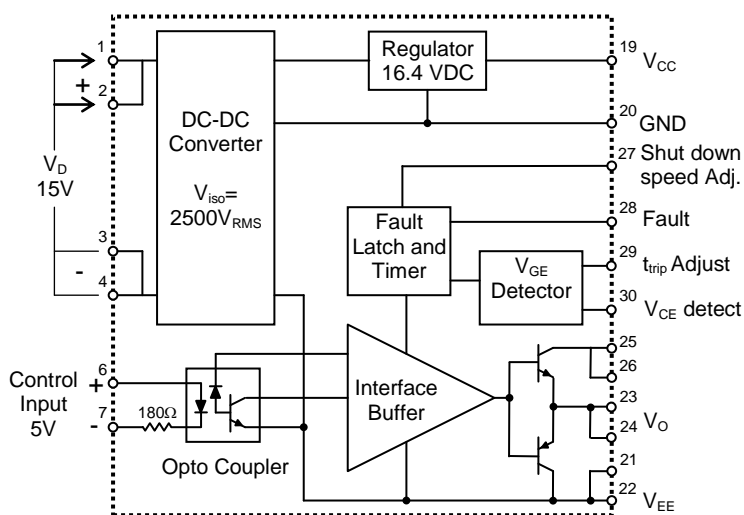 1
+
2
V_D
15V
3
-
4
DC-DC
Converter
V_iso=
2500V_RMS
Regulator
16.4 VDC
19
V_CC
20
GND
27
Shut down
speed Adj.
Fault
Latch and
Timer
28
Fault
V_GE
Detector
29
t_trip Adjust
30
V_CE detect
Control
Input
5V
6
+
7
-
180Ω
Opto Coupler
Interface
Buffer
25
26
23
24
V_O
21
22
V_EE